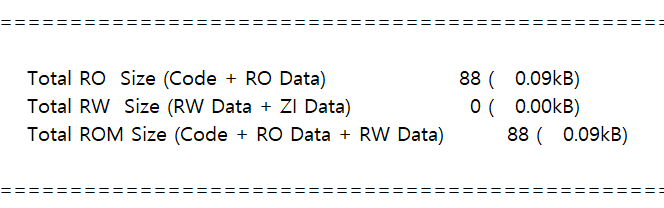 ================================================
Total RO  Size (Code + RO Data)                  88 (   0.09kB)
Total RW  Size (RW Data + ZI Data)                0 (   0.00kB)
Total ROM Size (Code + RO Data + RW Data)         88 (   0.09kB)
================================================